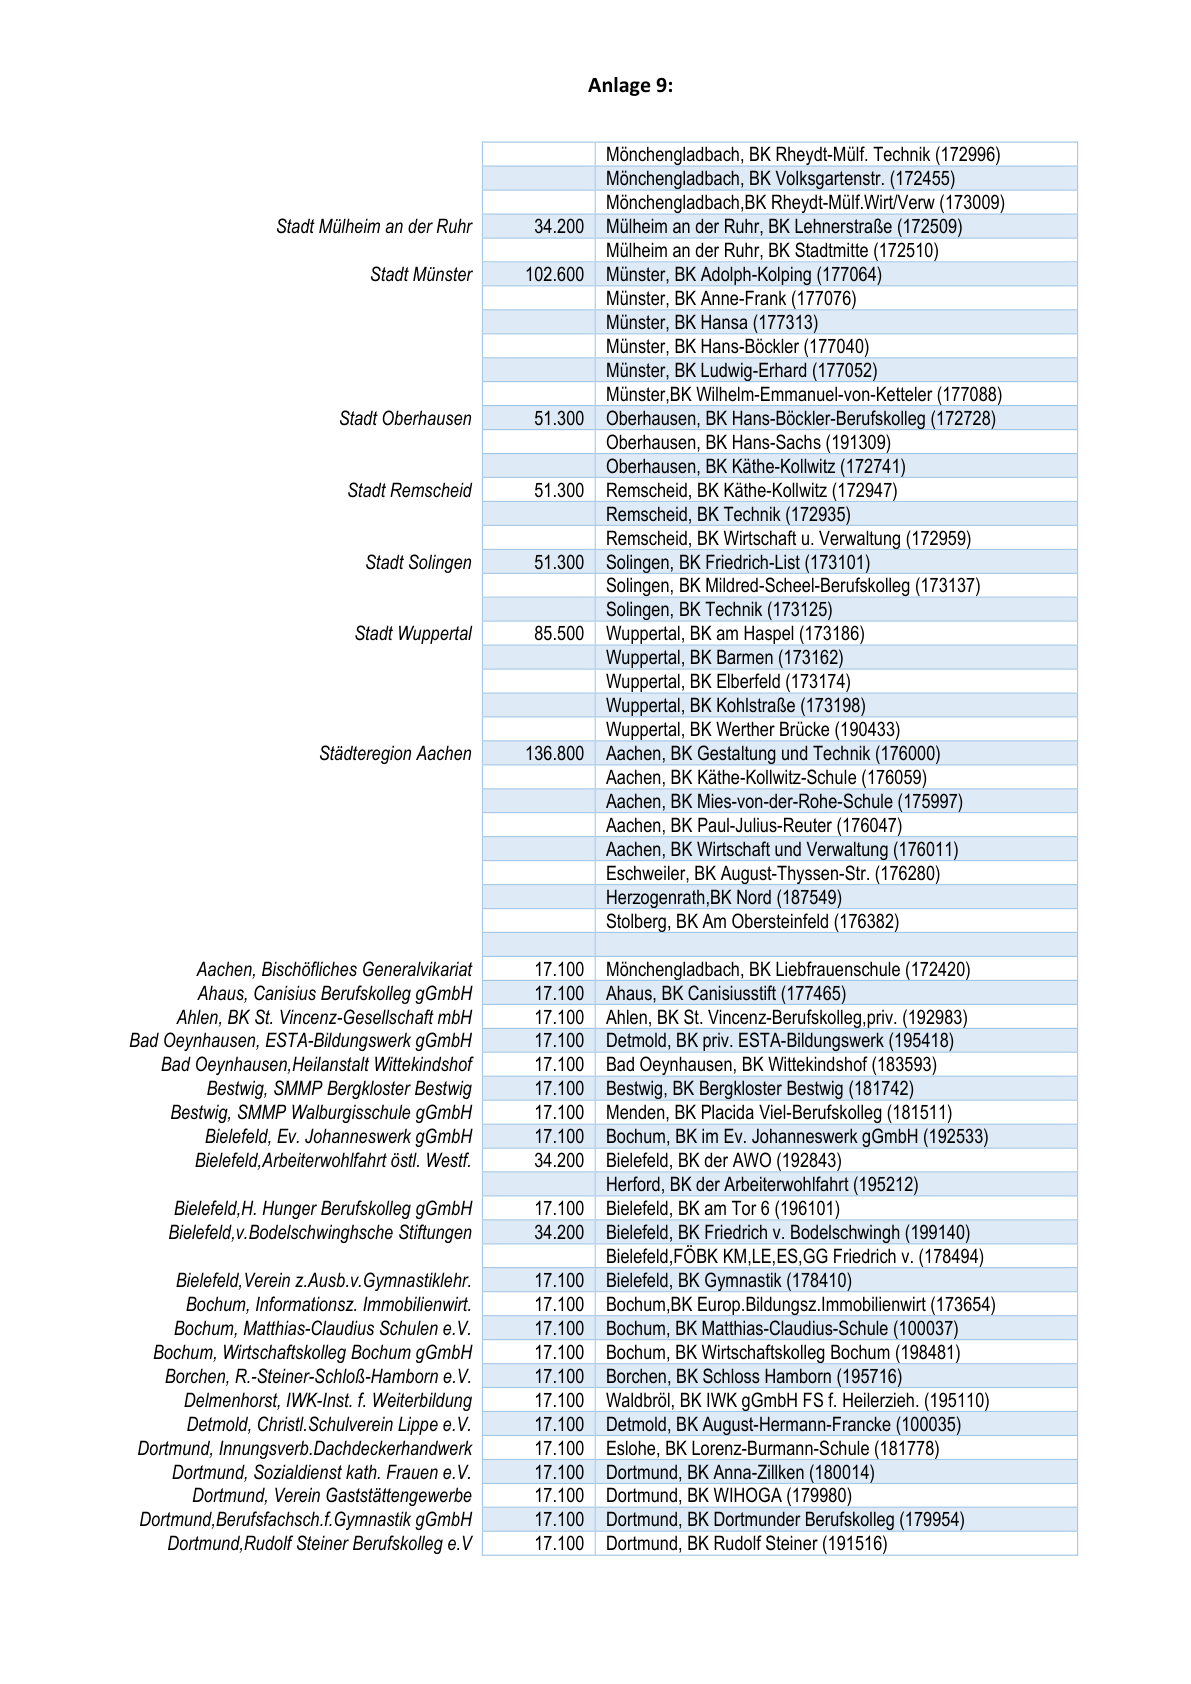 Anlage 9:
Mönchengladbach, BK Rheydt-Mülf. Technik (172996)
Mönchengladbach, BK Volksgartenstr. (172455)
Mönchengladbach,BK Rheydt-Mülf.Wirt/Verw (173009)
Stadt Mülheim an der Ruhr 34.200 Mülheim an der Ruhr, BK Lehnerstraße (172509)
Mülheim an der Ruhr, BK Stadtmitte (172510)
Stadt Münster 102.600 Münster, BK Adolph-Kolping (177064)
Münster, BK Anne-Frank (177076)
Münster, BK Hansa (177313)
Münster, BK Hans-Böckler (177040)
Münster, BK Ludwig-Erhard (177052)
Münster,BK Wilhelm-Emmanuel-von-Ketteler (177088)
Stadt Oberhausen 51.300 Oberhausen, BK Hans-Böckler-Berufskolleg (172728)
Oberhausen, BK Hans-Sachs (191309)
Oberhausen, BK Käthe-Kollwitz (172741)
Stadt Remscheid 51.300 Remscheid, BK Käthe-Kollwitz (172947)
Remscheid, BK Technik (172935)
Remscheid, BK Wirtschaft u. Verwaltung (172959)
Stadt Solingen 51.300 Solingen, BK Friedrich-List (173101)
Solingen, BK Mildred-Scheel-Berufskolleg (173137)
Solingen, BK Technik (173125)
Stadt Wuppertal 85.500 Wuppertal, BK am Haspel (173186)
Wuppertal, BK Barmen (173162)
Wuppertal, BK Elberfeld (173174)
Wuppertal, BK Kohlstraße (173198)
Wuppertal, BK Werther Brücke (190433)
Städteregion Aachen 136.800 Aachen, BK Gestaltung und Technik (176000)
Aachen, BK Käthe-Kollwitz-Schule (176059)
Aachen, BK Mies-von-der-Rohe-Schule (175997)
Aachen, BK Paul-Julius-Reuter (176047)
Aachen, BK Wirtschaft und Verwaltung (176011)
Eschweiler, BK August-Thyssen-Str. (176280)
Herzogenrath,BK Nord (187549)
Stolberg, BK Am Obersteinfeld (176382)
Aachen, Bischöfliches Generalvikariat 17.100 Mönchengladbach, BK Liebfrauenschule (172420)
Ahaus, Canisius Berufskolleg gGmbH 17.100 Ahaus, BK Canisiusstift (177465)
Ahlen, BK St. Vincenz-Gesellschaft mbH 17.100 Ahlen, BK St. Vincenz-Berufskolleg,priv. (192983)
Bad Oeynhausen, ESTA-Bildungswerk gGmbH 17.100 Detmold, BK priv. ESTA-Bildungswerk (195418)
Bad Oeynhausen,Heilanstalt Wittekindshof 17.100 Bad Oeynhausen, BK Wittekindshof (183593)
Bestwig, SMMP Bergkloster Bestwig 17.100 Bestwig, BK Bergkloster Bestwig (181742)
Bestwig, SMMP Walburgisschule gGmbH 17.100 Menden, BK Placida Viel-Berufskolleg (181511)
Bielefeld, Ev. Johanneswerk gGmbH 17.100 Bochum, BK im Ev. Johanneswerk gGmbH (192533)
Bielefeld,Arbeiterwohlfahrt östl. Westf. 34.200 Bielefeld, BK der AWO (192843)
Herford, BK der Arbeiterwohlfahrt (195212)
Bielefeld,H. Hunger Berufskolleg gGmbH 17.100 Bielefeld, BK am Tor 6 (196101)
Bielefeld,v.Bodelschwinghsche Stiftungen 34.200 Bielefeld, BK Friedrich v. Bodelschwingh (199140)
Bielefeld,FÖBK KM,LE,ES,GG Friedrich v. (178494)
Bielefeld,Verein z.Ausb.v.Gymnastiklehr. 17.100 Bielefeld, BK Gymnastik (178410)
Bochum, Informationsz. Immobilienwirt. 17.100 Bochum,BK Europ.Bildungsz.Immobilienwirt (173654)
Bochum, Matthias-Claudius Schulen e.V. 17.100 Bochum, BK Matthias-Claudius-Schule (100037)
Bochum, Wirtschaftskolleg Bochum gGmbH 17.100 Bochum, BK Wirtschaftskolleg Bochum (198481)
Borchen, R.-Steiner-Schloß-Hamborn e.V. 17.100 Borchen, BK Schloss Hamborn (195716)
Delmenhorst, IWK-Inst. f. Weiterbildung 17.100 Waldbröl, BK IWK gGmbH FS f. Heilerzieh. (195110)
Detmold, Christl.Schulverein Lippe e.V. 17.100 Detmold, BK August-Hermann-Francke (100035)
Dortmund, Innungsverb.Dachdeckerhandwerk 17.100 Eslohe, BK Lorenz-Burmann-Schule (181778)
Dortmund, Sozialdienst kath. Frauen e.V. 17.100 Dortmund, BK Anna-Zillken (180014)
Dortmund, Verein Gaststättengewerbe 17.100 Dortmund, BK WIHOGA (179980)
Dortmund,Berufsfachsch.f.Gymnastik gGmbH 17.100 Dortmund, BK Dortmunder Berufskolleg (179954)
Dortmund,Rudolf Steiner Berufskolleg e.V 17.100 Dortmund, BK Rudolf Steiner (191516)